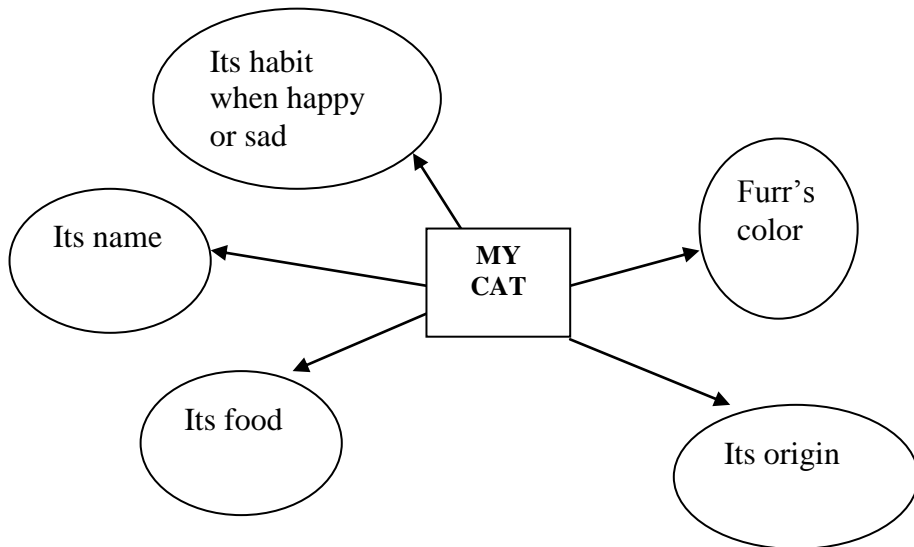 Its habit
when happy
or sad
Furr’s
color
Its name
MY
CAT
Its food
Its origin